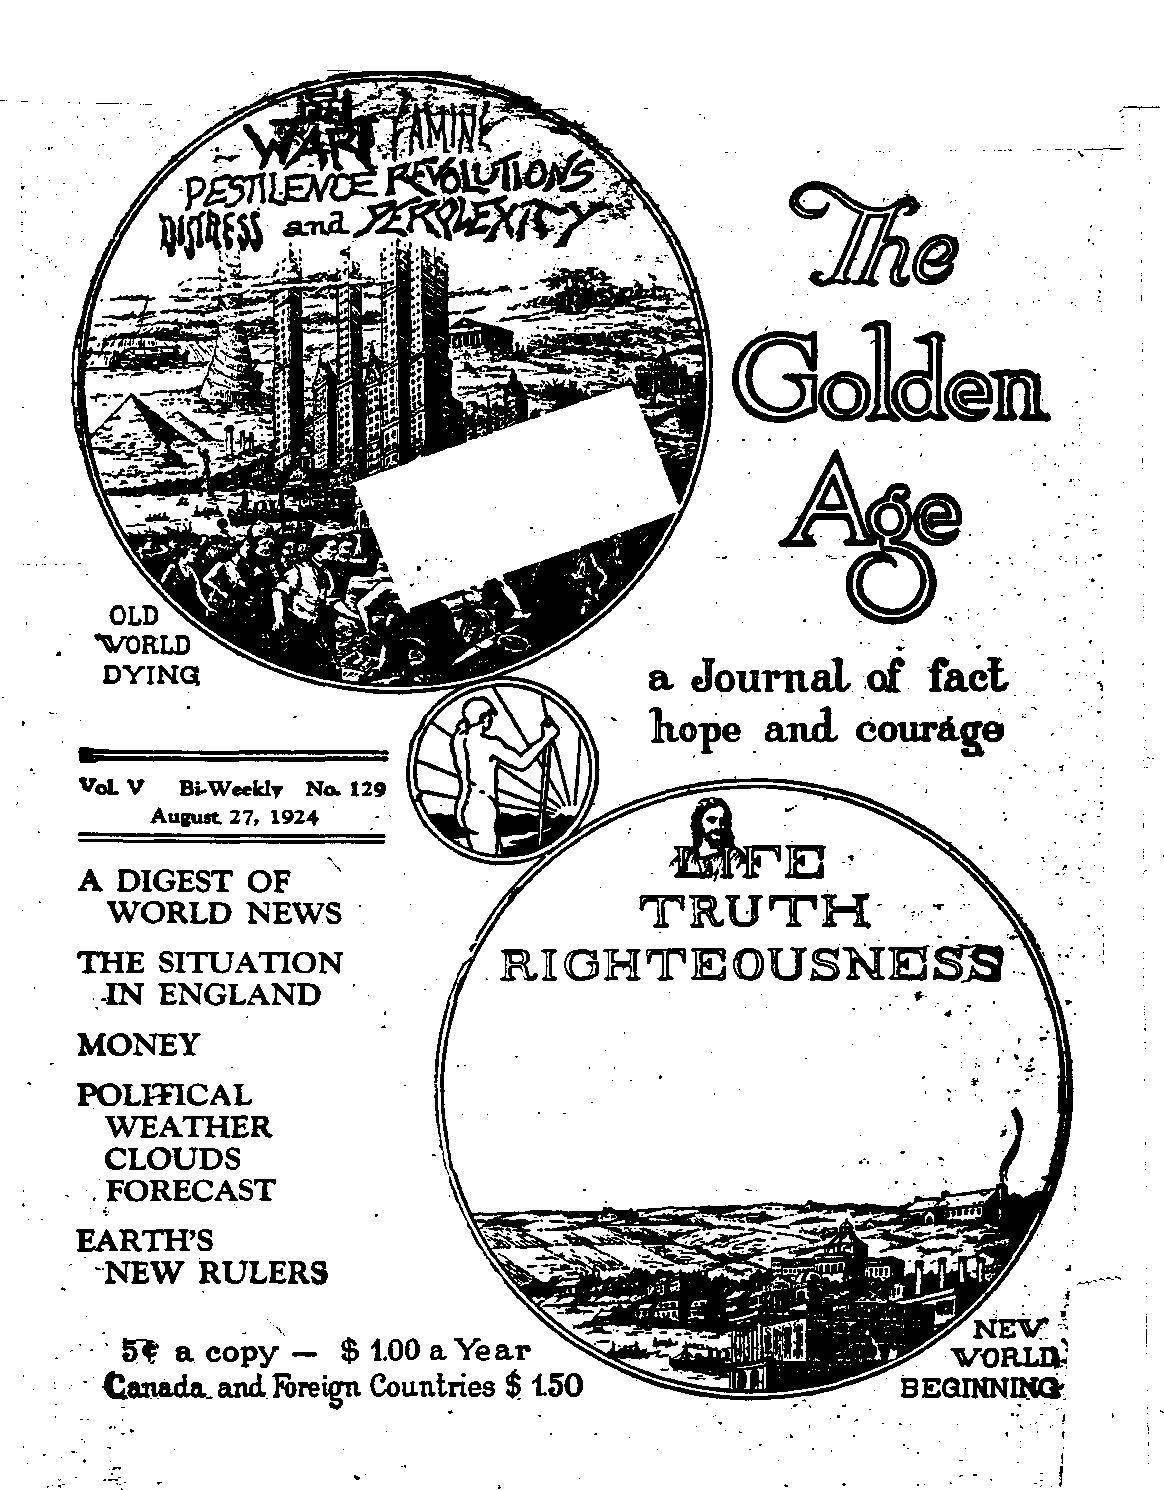 WAR FAMINE
PESTILENCE REVOLUTIONS
DISTRESS and PERPLEXITY
The
Golden
Age
OLD
WORLD
DYING
a Journal of fact
hope and courage
Vol. V Bi-Weekly No. 129
August 27, 1924
A DIGEST OF
WORLD NEWS
THE SITUATION
IN ENGLAND
MONEY
POLITICAL
WEATHER
CLOUDS
FORECAST
EARTH'S
NEW RULERS
5¢ a copy — $ 1.00 a Year
Canada and Foreign Countries $ 1.50
LIFE
TRUTH
RIGHTEOUSNESS
NEW
WORLD
BEGINNING